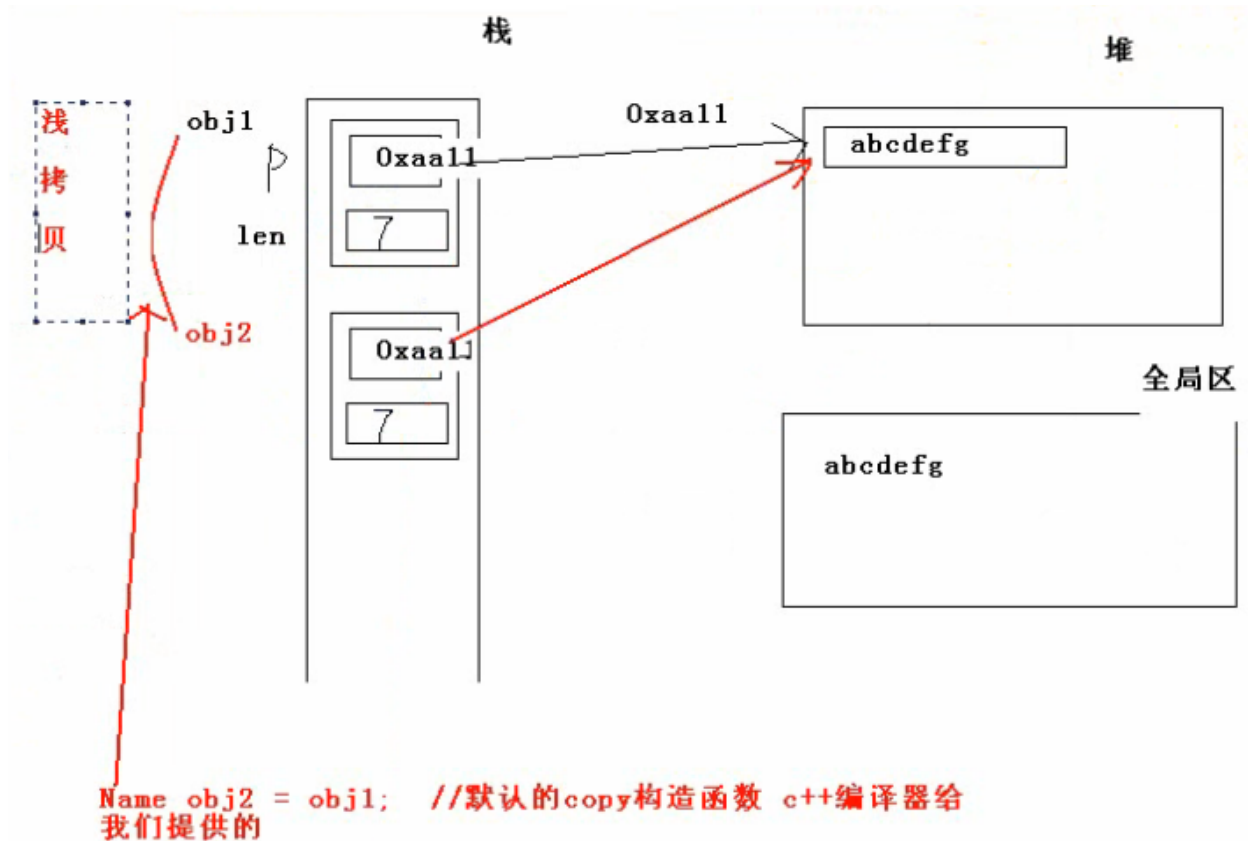 栈
堆
浅
拷
贝
obj1
p
0xaa11
0xaa11
abcdefg
len
7
obj2
0xaa11
7
全局区
abcdefg
Name obj2 = obj1; //默认的copy构造函数 c++编译器给
我们提供的